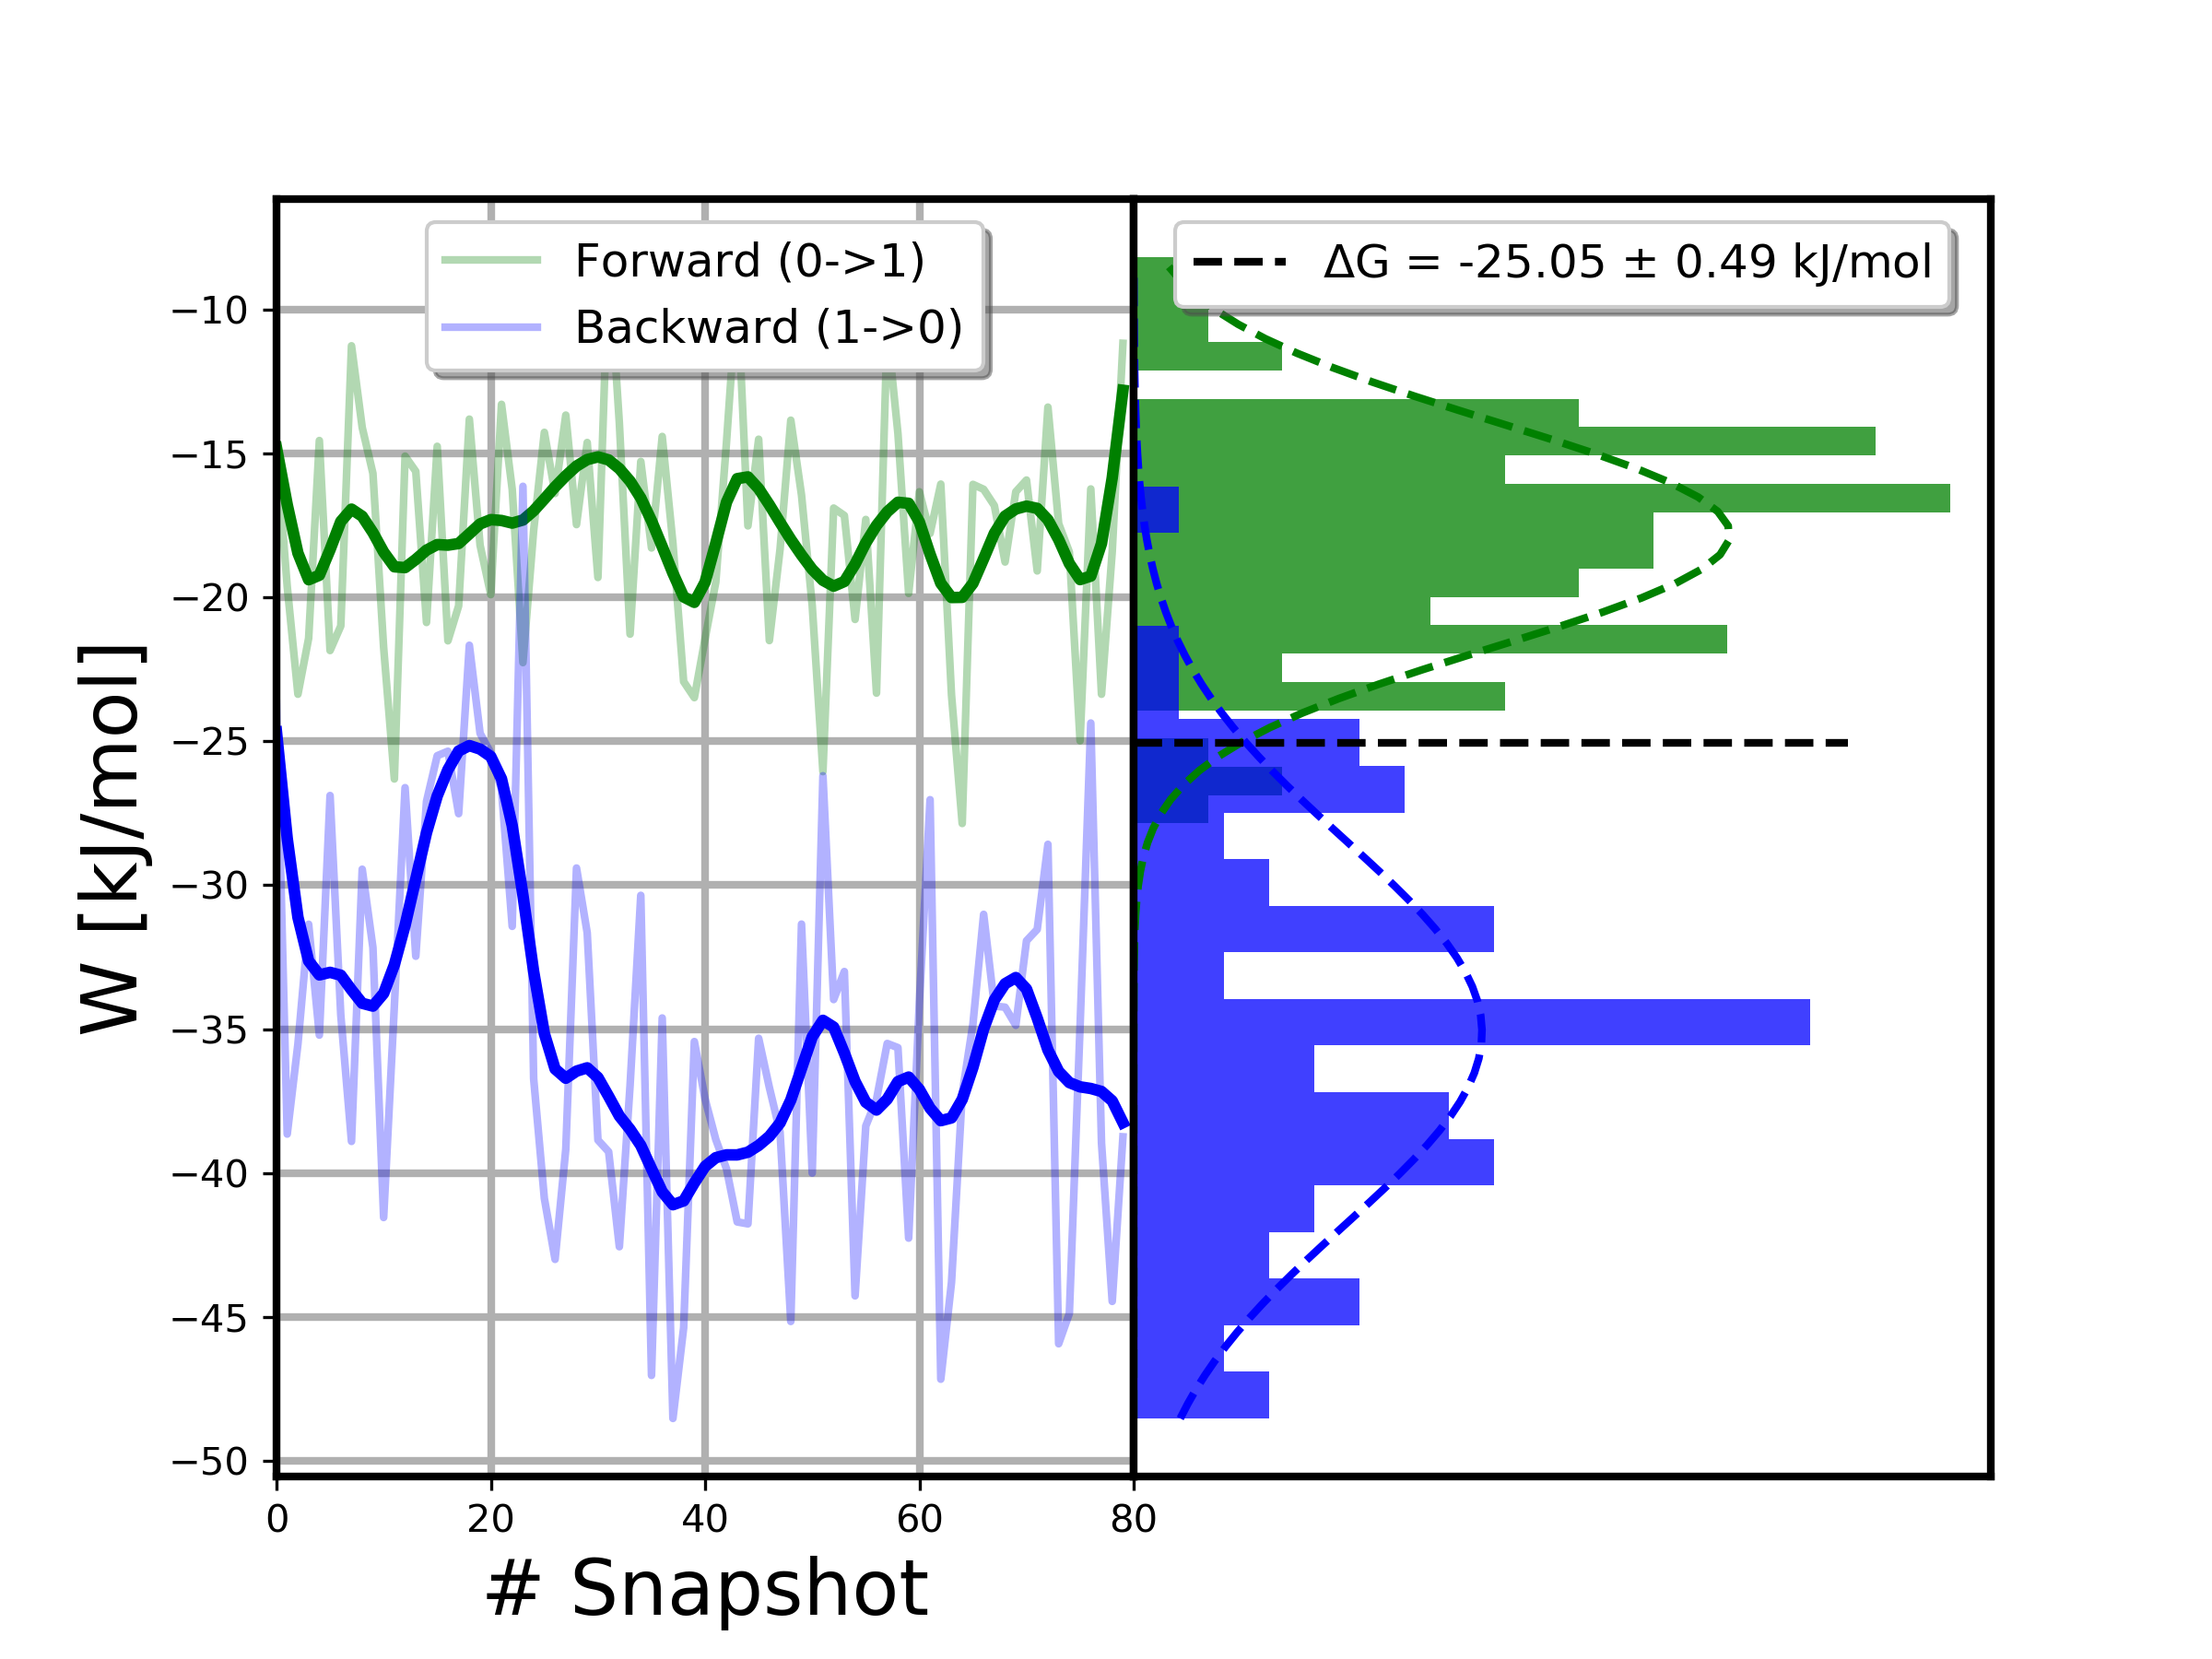 Forward (0->1)
Backward (1->0)
ΔG = -25.05 ± 0.49 kJ/mol
−10
−15
−20
−25
−30
−35
−40
−45
−50
W [kJ/mol]
0 20 40 60 80
# Snapshot